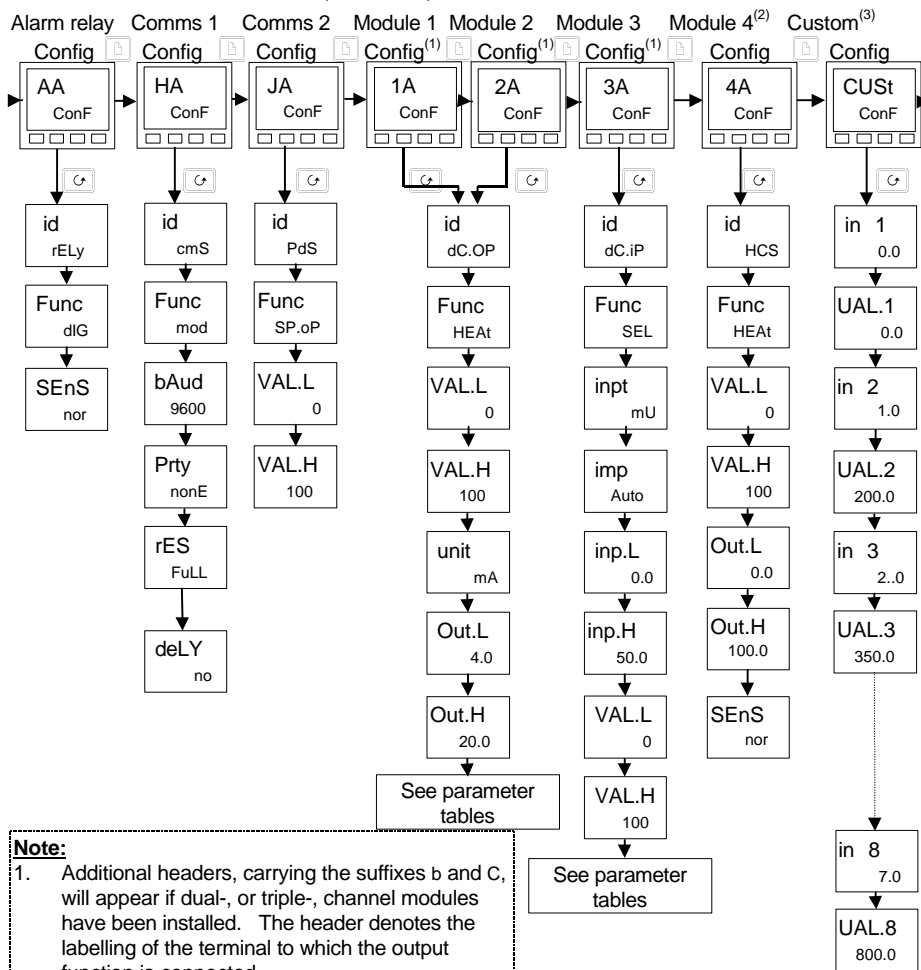 Alarm relay Config
AA
ConF
id
rELy
Func
dIG
SEnS
nor
Comms 1 Config
HA
ConF
id
cmS
Func
mod
bAud
9600
Prty
nonE
rES
FuLL
deLY
no
Comms 2 Config
JA
ConF
id
PdS
Func
SP.oP
VAL.L
0
VAL.H
100
Module 1 Config(1)
1A
ConF
Module 2 Config(1)
2A
ConF
id
dC.OP
Func
HEAt
VAL.L
0
VAL.H
100
unit
mA
Out.L
4.0
Out.H
20.0
See parameter
tables
Module 3 Config(1)
3A
ConF
id
dC.iP
Func
SEL
inpt
mU
imp
Auto
inp.L
0.0
inp.H
50.0
VAL.L
0
VAL.H
100
See parameter
tables
Module 4(2) Config
4A
ConF
id
HCS
Func
HEAt
VAL.L
0
VAL.H
100
Out.L
0.0
Out.H
100.0
SEnS
nor
Custom(3) Config
CUSt
ConF
in 1
0.0
UAL.1
0.0
in 2
1.0
UAL.2
200.0
in 3
2..0
UAL.3
350.0
in 8
7.0
UAL.8
800.0
Note:
1. Additional headers, carrying the suffixes b and C,
will appear if dual-, or triple-, channel modules
have been installed. The header denotes the
labelling of the terminal to which the output
function is connected